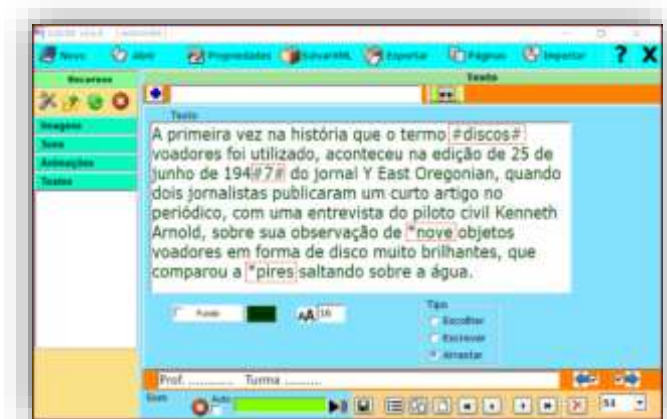 Novo Abrir Propriedades SalvarXML Exportar Páginas Importar ? X
Recursos
Texto
Imagens
Sons
Animações
Textos
Texto
A primeira vez na história que o termo #discos#
voadores foi utilizado, aconteceu na edição de 25 de
junho de 194#7# do jornal Y East Oregonian, quando
dois jornalistas publicaram um curto artigo no
periódico, com uma entrevista do piloto civil Kenneth
Arnold, sobre sua observação de *nove objetos
voadores em forma de disco muito brilhantes, que
comparou a *pires saltando sobre a água.
Fundo
AA 16
Tipo
Escolher
Escrever
Arrastar
Prof. ........... Turma .........
Som
Auto
54